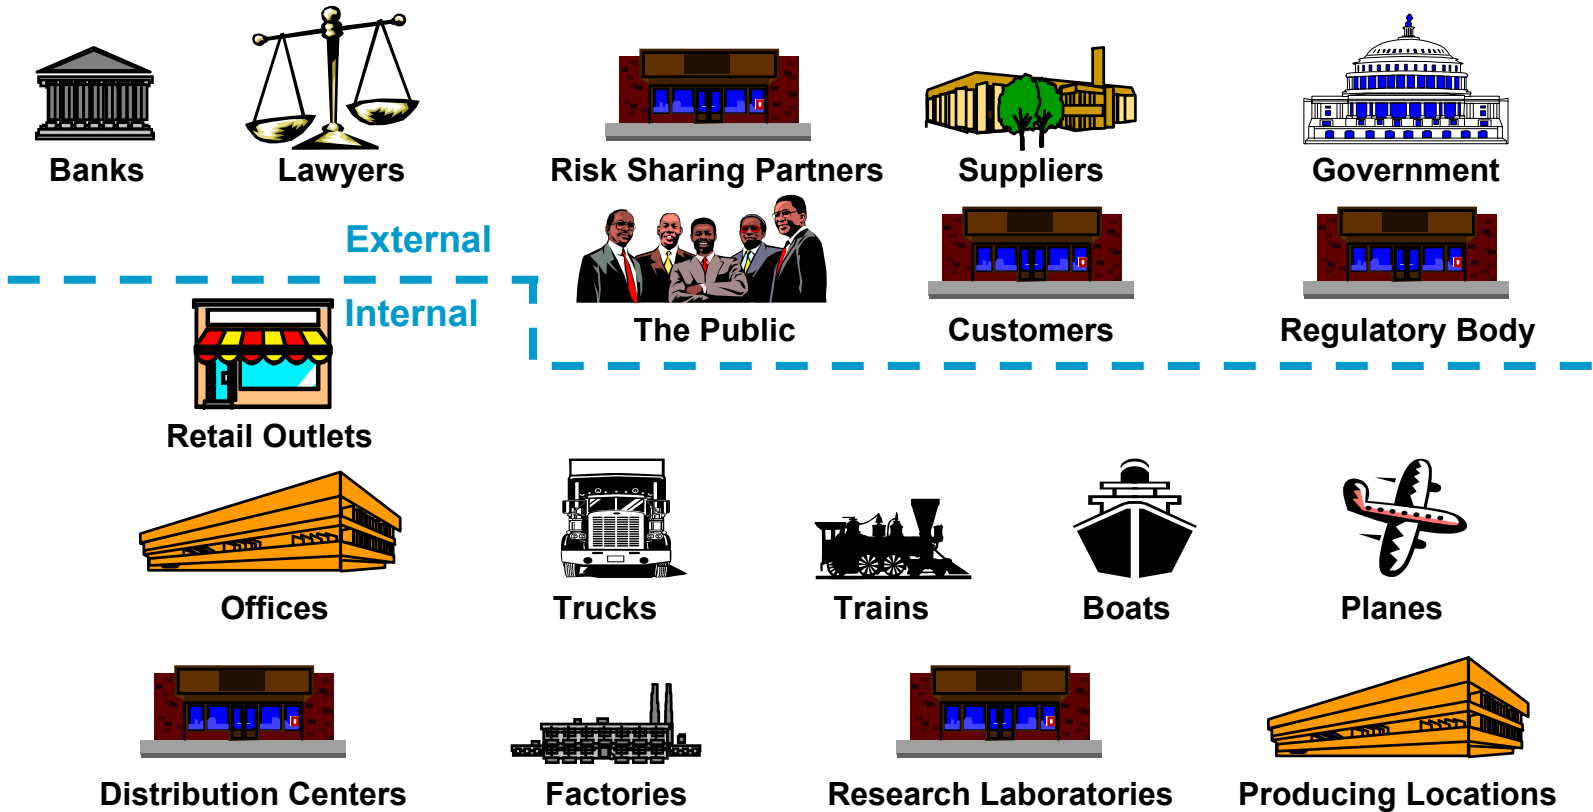 Banks
Lawyers
Risk Sharing Partners
Suppliers
Government
External
Internal
The Public
Customers
Regulatory Body
Retail Outlets
Offices
Trucks
Trains
Boats
Planes
Distribution Centers
Factories
Research Laboratories
Producing Locations